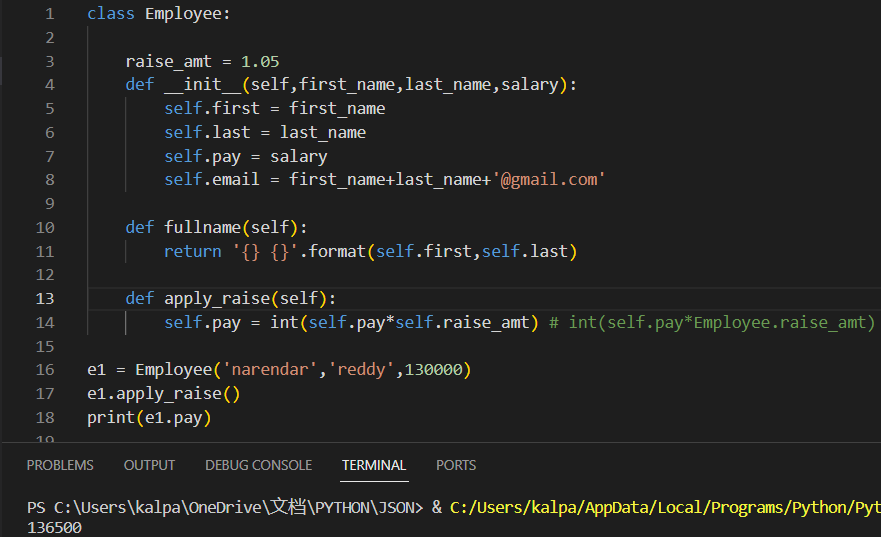 1 class Employee:
2
3 raise_amt = 1.05
4 def __init__(self,first_name,last_name,salary):
5 self.first = first_name
6 self.last = last_name
7 self.pay = salary
8 self.email = first_name+last_name+'@gmail.com'
9
10 def fullname(self):
11 return '{} {}'.format(self.first,self.last)
12
13 def apply_raise(self):
14 self.pay = int(self.pay*self.raise_amt) # int(self.pay*Employee.raise_amt)
15
16 e1 = Employee('narendar','reddy',130000)
17 e1.apply_raise()
18 print(e1.pay)
19
PROBLEMS OUTPUT DEBUG CONSOLE TERMINAL PORTS
PS C:\Users\kalpa\OneDrive\文档\PYTHON\JSON> & C:/Users/kalpa/AppData/Local/Programs/Python/Pyt
136500